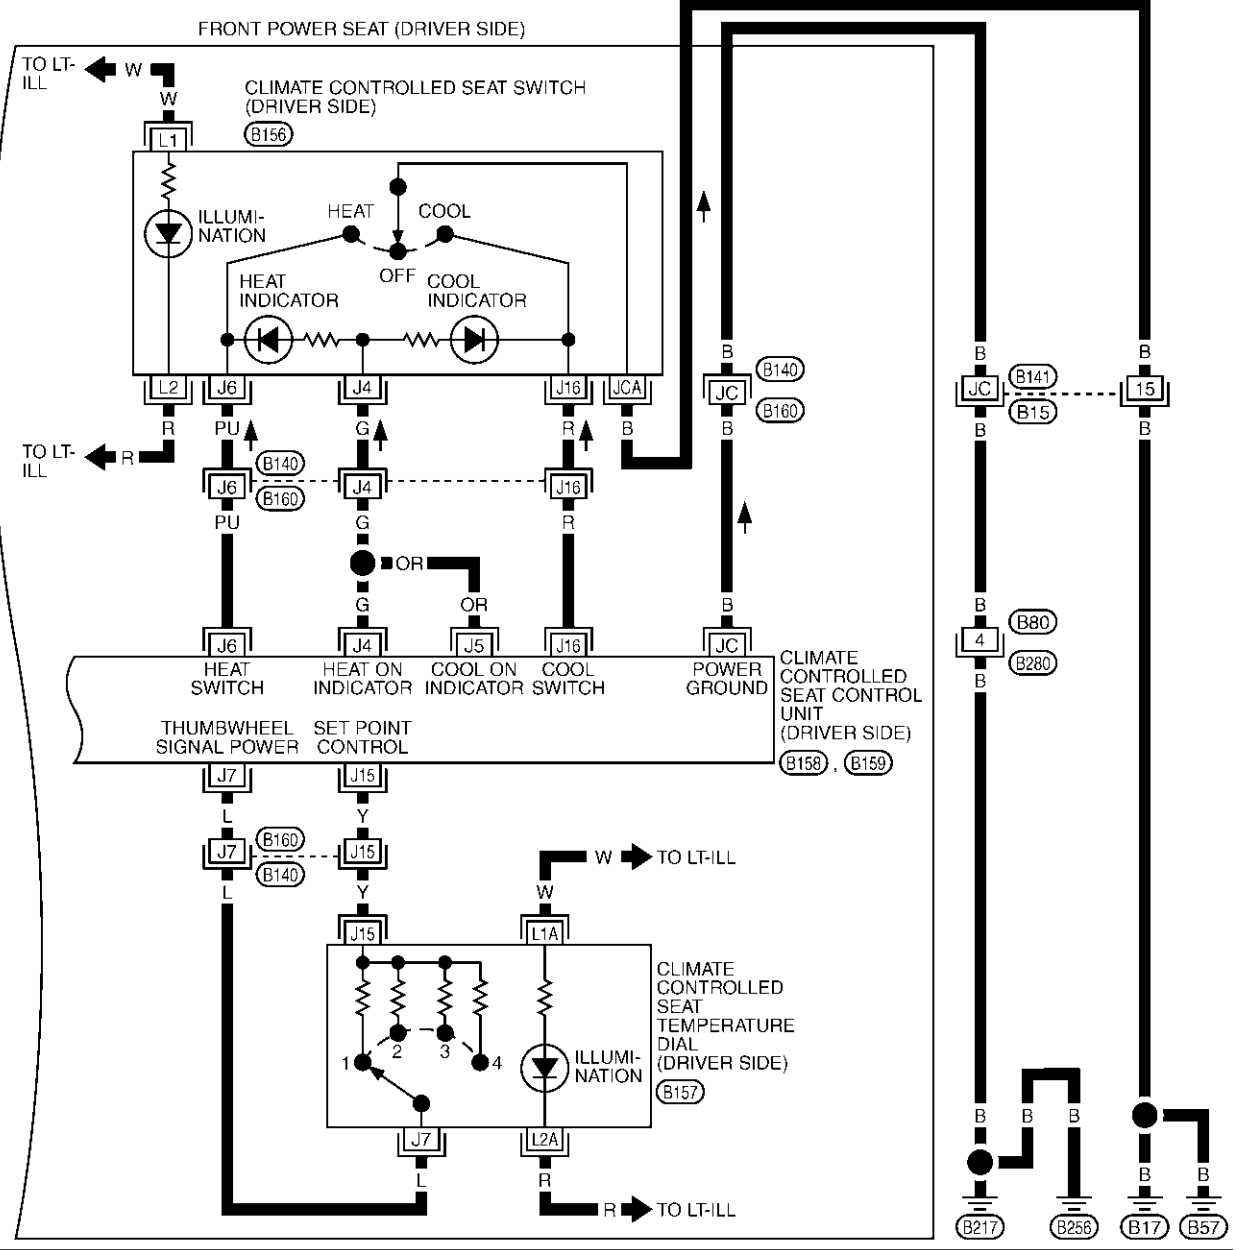 FRONT POWER SEAT (DRIVER SIDE)
TO LT-
ILL
W
W
CLIMATE CONTROLLED SEAT SWITCH
(DRIVER SIDE)
B156
L1
ILLUMI-
NATION
HEAT
COOL
OFF
HEAT
INDICATOR
COOL
INDICATOR
L2
J6
J4
J16
JCA
B
JC
B140
B160
B
B
JC
B
B141
B15
B
15
B
R
PU
G
R
B
TO LT-
ILL
R
J6
B140
B160
J4
J16
PU
G
R
OR
G
OR
B
J6
J4
J5
J16
JC
HEAT
SWITCH
HEAT ON
INDICATOR
COOL ON
INDICATOR
COOL
SWITCH
POWER
GROUND
CLIMATE
CONTROLLED
SEAT CONTROL
UNIT
(DRIVER SIDE)
B158 , B159
B
4
B80
B280
B
THUMBWHEEL
SIGNAL POWER
SET POINT
CONTROL
J7
J15
L
Y
J7
B160
B140
J15
L
Y
W
TO LT-ILL
W
J15
L1A
1
2
3
4
ILLUMI-
NATION
CLIMATE
CONTROLLED
SEAT
TEMPERATURE
DIAL
(DRIVER SIDE)
B157
J7
L2A
L
R
R
TO LT-ILL
B
B
B
B
B
B217
B256
B17
B57